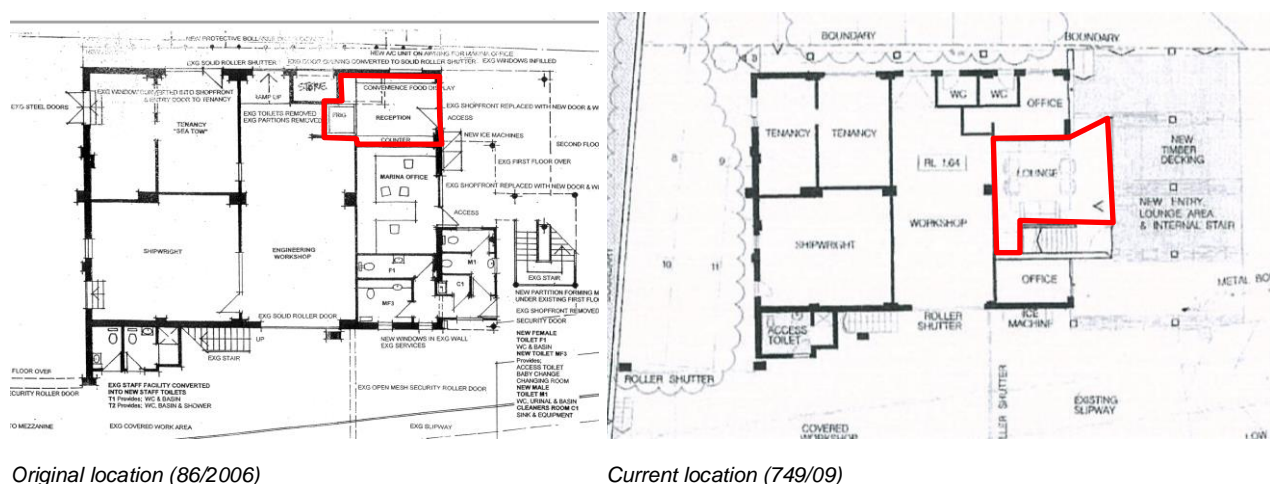 NEW PROTECTIVE
NEW A/C UNIT ON AWNING FOR MARINA OFFICE
EXG SOLID ROLLER SHUTTER
EXG DOOR OPENING CONVERTED TO SOLID ROLLER SHUTTER
EXG WINDOWS INFILLED
EXG STEEL DOORS
EXG WINDOW CONVERTED INTO SHOPFRONT
& ENTRY DOOR TO TENANCY
RAMP UP
STORE
CONVENIENCE FOOD DISPLAY
EXG TOILETS REMOVED
EXG PARTIONS REMOVED
FRIG
RECEPTION
COUNTER
EXG SHOPFRONT REPLACED WITH NEW DOOR & W
ACCESS
NEW ICE MACHINES
SECOND FLOO
TENANCY
"SEA TOW"
EXG FIRST FLOOR OVER
MARINA OFFICE
EXG SHOPFRONT REPLACED WITH NEW DOOR & W
ACCESS
SHIPWRIGHT
ENGINEERING
WORKSHOP
F1
M1
C1
MF3
EXG STAIR
EXG SOLID ROLLER DOOR
NEW PARTITION FORMING M
UNDER EXISTING FIRST FLO
EXG SHOPFRONT REMOVED
SECURITY DOOR
UP
EXG STAIR
NEW WINDOWS IN EXG WALL
EXG SERVICES
NEW FEMALE
TOILET F1
WC & BASIN
NEW TOILET MF3
Provides;
ACCESS TOILET
BABY CHANGE
CHANGING ROOM
NEW MALE
TOILET M1
WC, URINAL & BASIN
CLEANERS ROOM C1
SINK & EQUIPMENT
FLOOR OVER
SECURITY ROLLER DOOR
EXG STAFF FACILITY CONVERTED
INTO NEW STAFF TOILETS
T1 Provides; WC & BASIN
T2 Provides; WC, BASIN & SHOWER
EXG OPEN MESH SECURITY ROLLER DOOR
TO MEZZANINE
EXG COVERED WORK AREA
EXG SLIPWAY
Original location (86/2006)
BOUNDARY
BOUNDARY
WC
WC
OFFICE
TENANCY
TENANCY
8
9
RL 1.64
LOUNGE
NEW
TIMBER
DECKING
NEW ENTRY,
LOUNGE AREA
& INTERNAL STAIR
WORKSHOP
SHIPWRIGHT
10
11
OFFICE
METAL BO
ACCESS
TOILET
ROLLER
SHUTTER
ICE
MACHINE
ROLLER SHUTTER
LLER SHUTTER
EXISTING
SLIPWAY
COVERED
WORKSHOP
LOW
Current location (749/09)